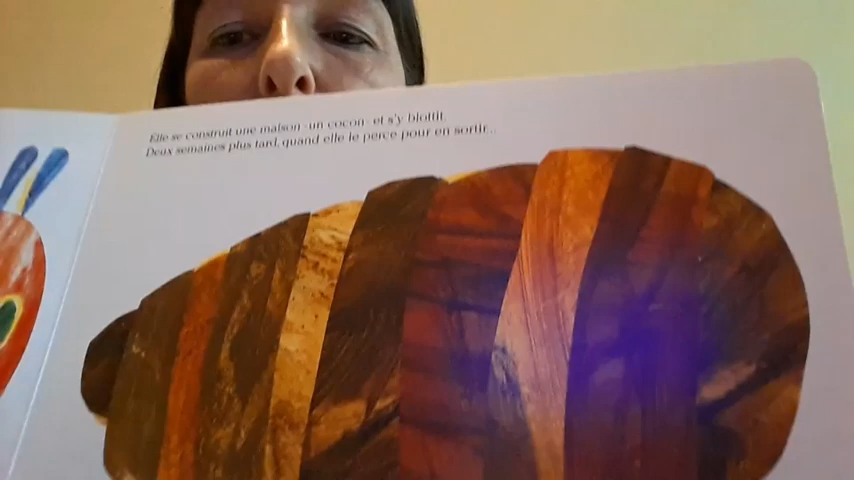 Elle se construit une maison -un cocon- et s'y blottit.
Deux semaines plus tard, quand elle le perce pour en sortir...